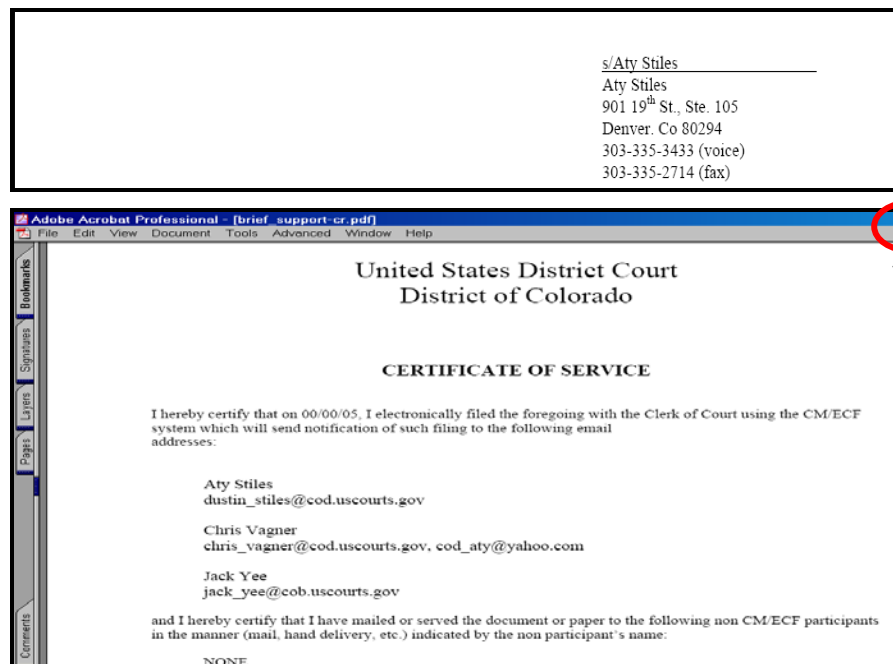 s/Aty Stiles
Aty Stiles
901 19th St., Ste. 105
Denver. Co 80294
303-335-3433 (voice)
303-335-2714 (fax)
Adobe Acrobat Professional - [brief_support-cr.pdf]
File Edit View Document Tools Advanced Window Help
Bookmarks
Signatures
Layers
Pages
Comments
United States District Court
District of Colorado
CERTIFICATE OF SERVICE
I hereby certify that on 00/00/05, I electronically filed the foregoing with the Clerk of Court using the CM/ECF
system which will send notification of such filing to the following email
addresses:
Aty Stiles
dustin_stiles@cod.uscourts.gov
Chris Vagner
chris_vagner@cod.uscourts.gov, cod_aty@yahoo.com
Jack Yee
jack_yee@cob.uscourts.gov
and I hereby certify that I have mailed or served the document or paper to the following non CM/ECF participants
in the manner (mail, hand delivery, etc.) indicated by the non participant's name:
NONE